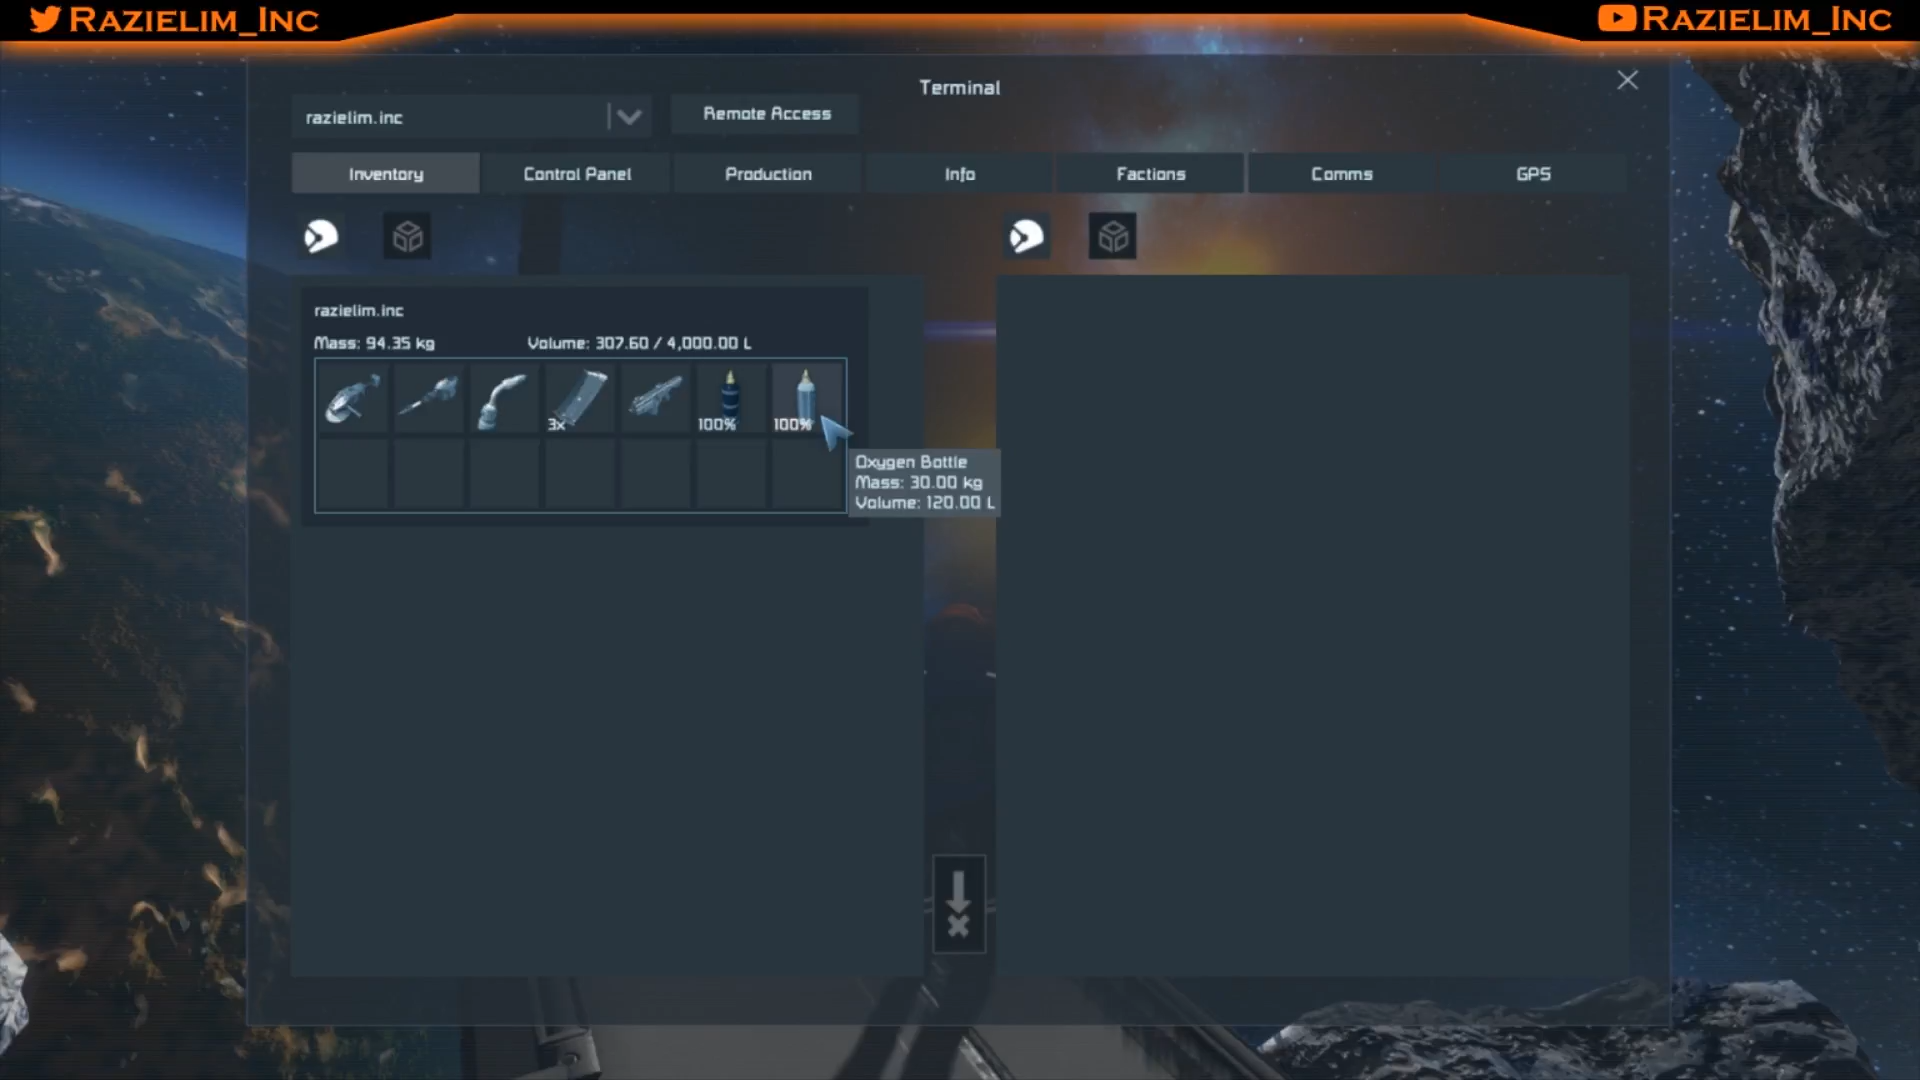 Razielim_Inc
Razielim_Inc
Terminal
razielim.inc
Remote Access
Inventory
Control Panel
Production
Info
Factions
Comms
GPS
razielim.inc
Mass: 94.35 kg
Volume: 307.60 / 4,000.00 L
3x
100%
100%
Oxygen Bottle
Mass: 30.00 kg
Volume: 120.00 L